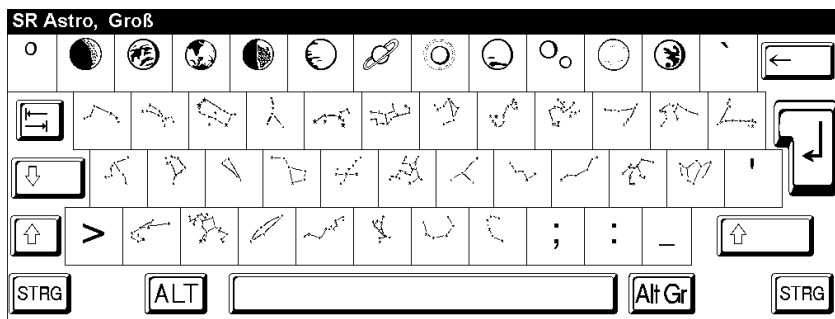 SR Astro, Groß
° `
'
> ; : _
STRG ALT Alt Gr STRG